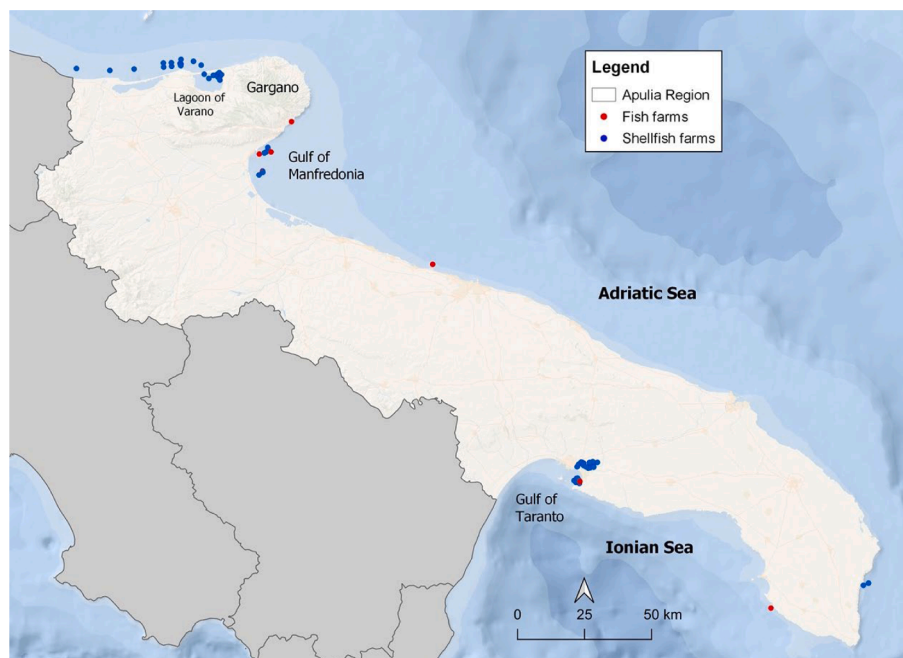 Legend
Apulia Region
Fish farms
Shellfish farms
Gargano
Lagoon of
Varano
Gulf of
Manfredonia
Adriatic Sea
Gulf of
Taranto
Ionian Sea
0 25 50 km